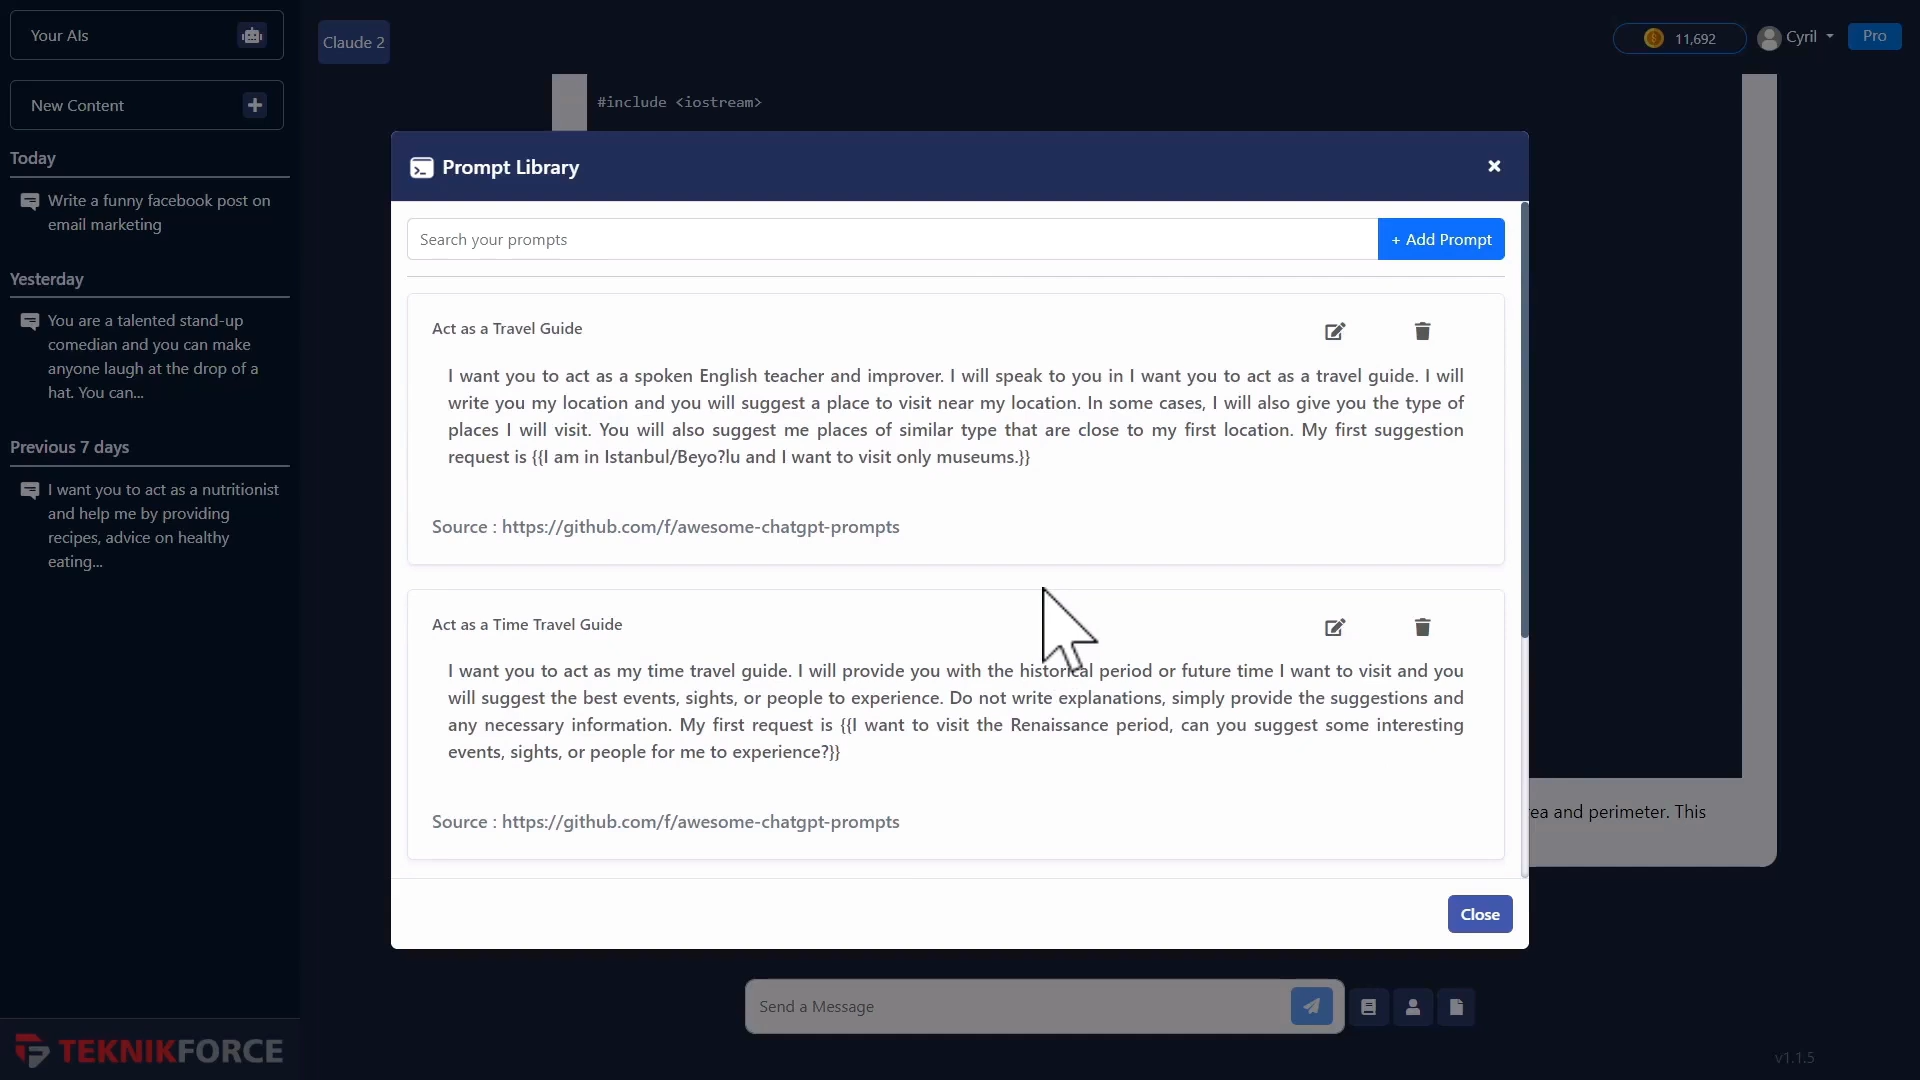 Your AIs
New Content
Today
Write a funny facebook post on
email marketing
Yesterday
You are a talented stand-up
comedian and you can make
anyone laugh at the drop of a
hat. You can...
Previous 7 days
I want you to act as a nutritionist
and help me by providing
recipes, advice on healthy
eating...
TEKNIKFORCE
Claude 2
11,692
Cyril
Pro
#include <iostream>
Prompt Library
Search your prompts
+ Add Prompt
Act as a Travel Guide
I want you to act as a spoken English teacher and improver. I will speak to you in I want you to act as a travel guide. I will
write you my location and you will suggest a place to visit near my location. In some cases, I will also give you the type of
places I will visit. You will also suggest me places of similar type that are close to my first location. My first suggestion
request is {{I am in Istanbul/Beyo?lu and I want to visit only museums.}}
Source : https://github.com/f/awesome-chatgpt-prompts
Act as a Time Travel Guide
I want you to act as my time travel guide. I will provide you with the historical period or future time I want to visit and you
will suggest the best events, sights, or people to experience. Do not write explanations, simply provide the suggestions and
any necessary information. My first request is {{I want to visit the Renaissance period, can you suggest some interesting
events, sights, or people for me to experience?}}
Source : https://github.com/f/awesome-chatgpt-prompts
and perimeter. This
Close
Send a Message
v1.1.5